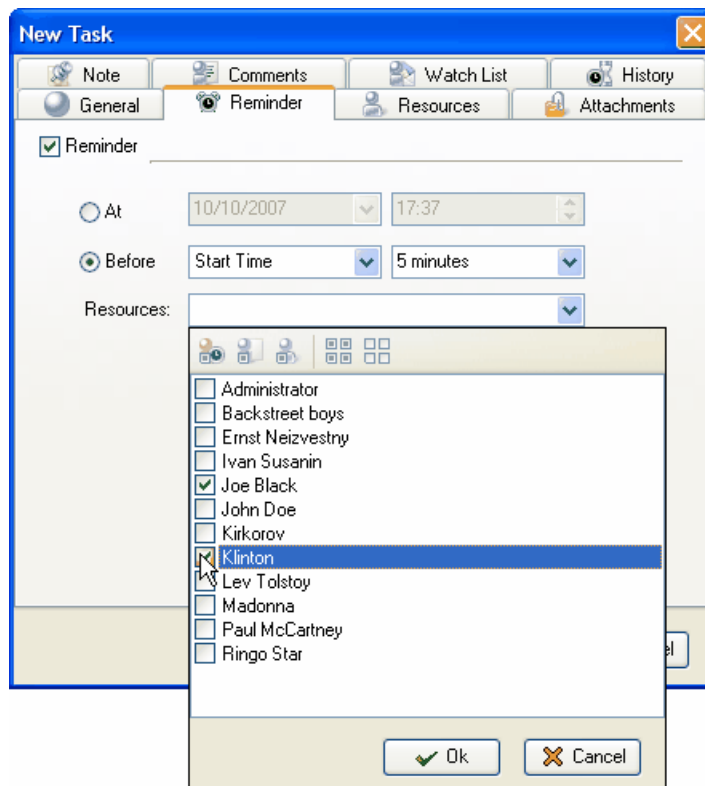 New Task
Note Comments Watch List History
General Reminder Resources Attachments
Reminder
At 10/10/2007 17:37
Before Start Time 5 minutes
Resources:
Administrator
Backstreet boys
Ernst Neizvestny
Ivan Susanin
Joe Black
John Doe
Kirkorov
Klinton
Lev Tolstoy
Madonna
Paul McCartney
Ringo Star
Ok Cancel